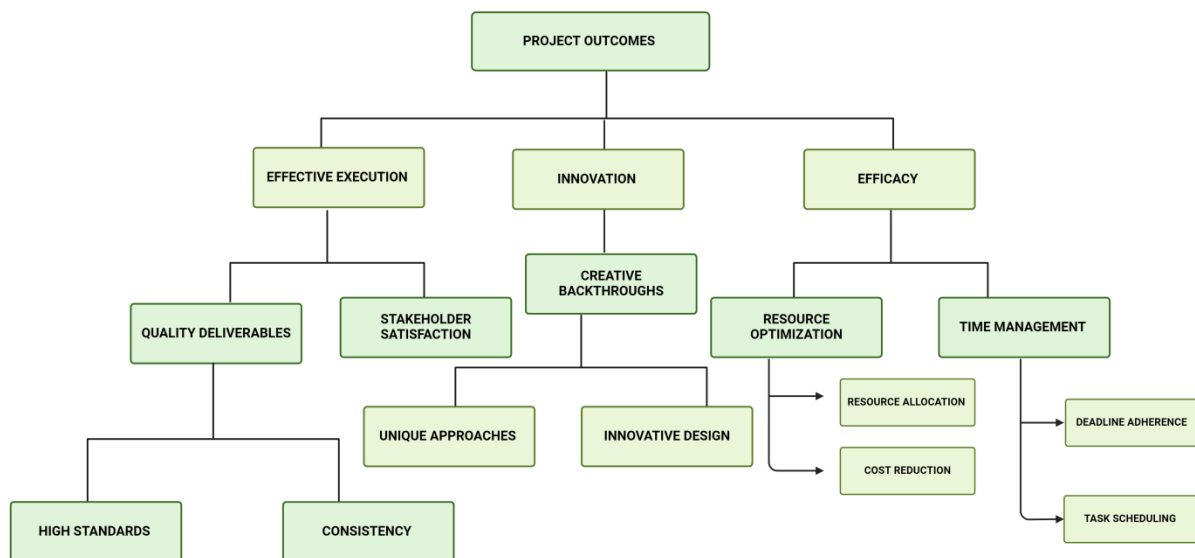 PROJECT OUTCOMES
EFFECTIVE EXECUTION
INNOVATION
EFFICACY
CREATIVE
BACKTHROUGHS
QUALITY DELIVERABLES
STAKEHOLDER
SATISFACTION
RESOURCE
OPTIMIZATION
TIME MANAGEMENT
UNIQUE APPROACHES
INNOVATIVE DESIGN
RESOURCE ALLOCATION
DEADLINE ADHERENCE
COST REDUCTION
HIGH STANDARDS
CONSISTENCY
TASK SCHEDULING